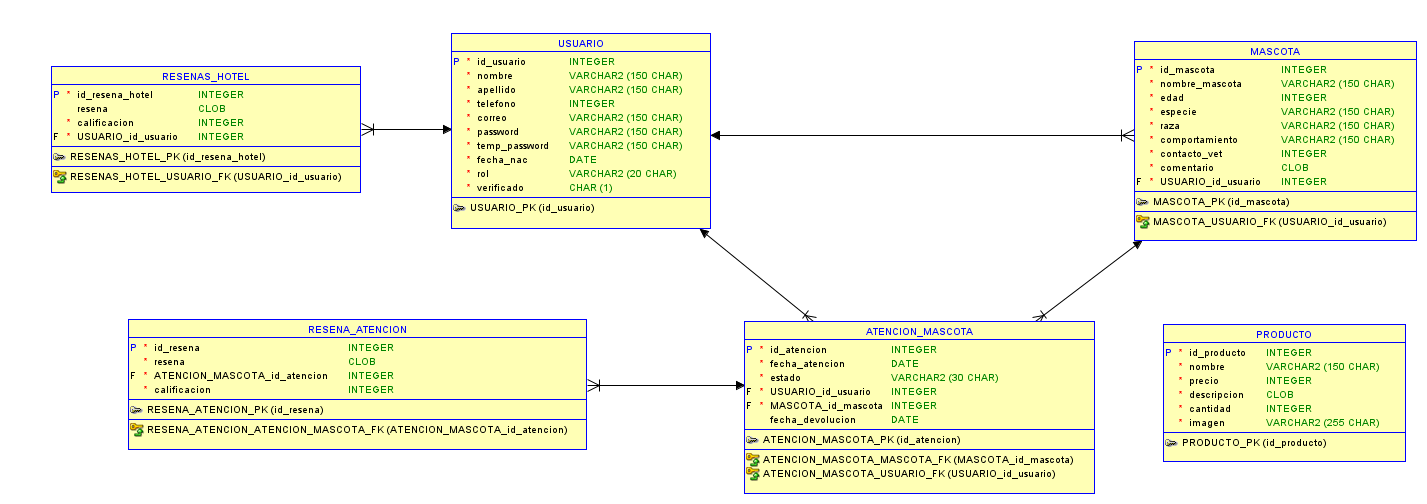 RESENAS_HOTEL
P * id_resena_hotel INTEGER
resena CLOB
* calificacion INTEGER
F * USUARIO_id_usuario INTEGER
RESENAS_HOTEL_PK (id_resena_hotel)
RESENAS_HOTEL_USUARIO_FK (USUARIO_id_usuario)
USUARIO
P * id_usuario INTEGER
* nombre VARCHAR2 (150 CHAR)
* apellido VARCHAR2 (150 CHAR)
* telefono INTEGER
* correo VARCHAR2 (150 CHAR)
* password VARCHAR2 (150 CHAR)
* temp_password VARCHAR2 (150 CHAR)
* fecha_nac DATE
* rol VARCHAR2 (20 CHAR)
* verificado CHAR (1)
USUARIO_PK (id_usuario)
MASCOTA
P * id_mascota INTEGER
* nombre_mascota VARCHAR2 (150 CHAR)
* edad INTEGER
* especie VARCHAR2 (150 CHAR)
* raza VARCHAR2 (150 CHAR)
* comportamiento VARCHAR2 (150 CHAR)
* contacto_vet INTEGER
* comentario CLOB
F * USUARIO_id_usuario INTEGER
MASCOTA_PK (id_mascota)
MASCOTA_USUARIO_FK (USUARIO_id_usuario)
RESENA_ATENCION
P * id_resena INTEGER
* resena CLOB
F * ATENCION_MASCOTA_id_atencion INTEGER
* calificacion INTEGER
RESENA_ATENCION_PK (id_resena)
RESENA_ATENCION_ATENCION_MASCOTA_FK (ATENCION_MASCOTA_id_atencion)
ATENCION_MASCOTA
P * id_atencion INTEGER
* fecha_atencion DATE
* estado VARCHAR2 (30 CHAR)
F * USUARIO_id_usuario INTEGER
F * MASCOTA_id_mascota INTEGER
fecha_devolucion DATE
ATENCION_MASCOTA_PK (id_atencion)
ATENCION_MASCOTA_MASCOTA_FK (MASCOTA_id_mascota)
ATENCION_MASCOTA_USUARIO_FK (USUARIO_id_usuario)
PRODUCTO
P * id_producto INTEGER
* nombre VARCHAR2 (150 CHAR)
* precio INTEGER
* descripcion CLOB
* cantidad INTEGER
* imagen VARCHAR2 (255 CHAR)
PRODUCTO_PK (id_producto)